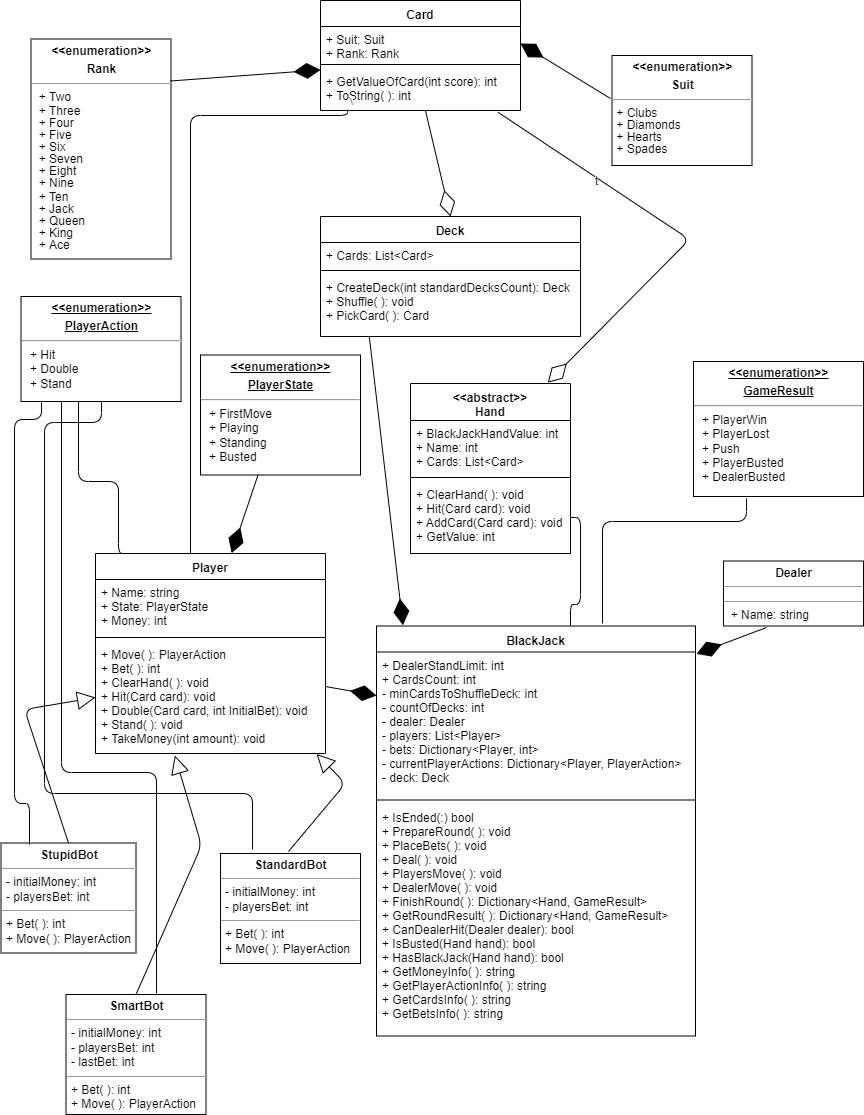 Card
+ Suit: Suit
+ Rank: Rank
+ GetValueOfCard(int score): int
+ ToString( ): int
<<enumeration>>
Rank
+ Two
+ Three
+ Four
+ Five
+ Six
+ Seven
+ Eight
+ Nine
+ Ten
+ Jack
+ Queen
+ King
+ Ace
<<enumeration>>
Suit
+ Clubs
+ Diamonds
+ Hearts
+ Spades
t
Deck
+ Cards: List<Card>
+ CreateDeck(int standardDecksCount): Deck
+ Shuffle( ): void
+ PickCard( ): Card
<<enumeration>>
PlayerAction
+ Hit
+ Double
+ Stand
<<enumeration>>
PlayerState
+ FirstMove
+ Playing
+ Standing
+ Busted
<<abstract>>
Hand
+ BlackJackHandValue: int
+ Name: int
+ Cards: List<Card>
+ ClearHand( ): void
+ Hit(Card card): void
+ AddCard(Card card): void
+ GetValue: int
<<enumeration>>
GameResult
+ PlayerWin
+ PlayerLost
+ Push
+ PlayerBusted
+ DealerBusted
Player
+ Name: string
+ State: PlayerState
+ Money: int
+ Move( ): PlayerAction
+ Bet( ): int
+ ClearHand( ): void
+ Hit(Card card): void
+ Double(Card card, int InitialBet): void
+ Stand( ): void
+ TakeMoney(int amount): void
Dealer
+ Name: string
BlackJack
+ DealerStandLimit: int
+ CardsCount: int
- minCardsToShuffleDeck: int
- countOfDecks: int
- dealer: Dealer
- players: List<Player>
- bets: Dictionary<Player, int>
- currentPlayerActions: Dictionary<Player, PlayerAction>
- deck: Deck
+ IsEnded(:) bool
+ PrepareRound( ): void
+ PlaceBets( ): void
+ Deal( ): void
+ PlayersMove( ): void
+ DealerMove( ): void
+ FinishRound( ): Dictionary<Hand, GameResult>
+ GetRoundResult( ): Dictionary<Hand, GameResult>
+ CanDealerHit(Dealer dealer): bool
+ IsBusted(Hand hand): bool
+ HasBlackJack(Hand hand): bool
+ GetMoneyInfo( ): string
+ GetPlayerActionInfo( ): string
+ GetCardsInfo( ): string
+ GetBetsInfo( ): string
StupidBot
- initialMoney: int
- playersBet: int
+ Bet( ): int
+ Move( ): PlayerAction
StandardBot
- initialMoney: int
- playersBet: int
+ Bet( ): int
+ Move( ): PlayerAction
SmartBot
- initialMoney: int
- playersBet: int
- lastBet: int
+ Bet( ): int
+ Move( ): PlayerAction